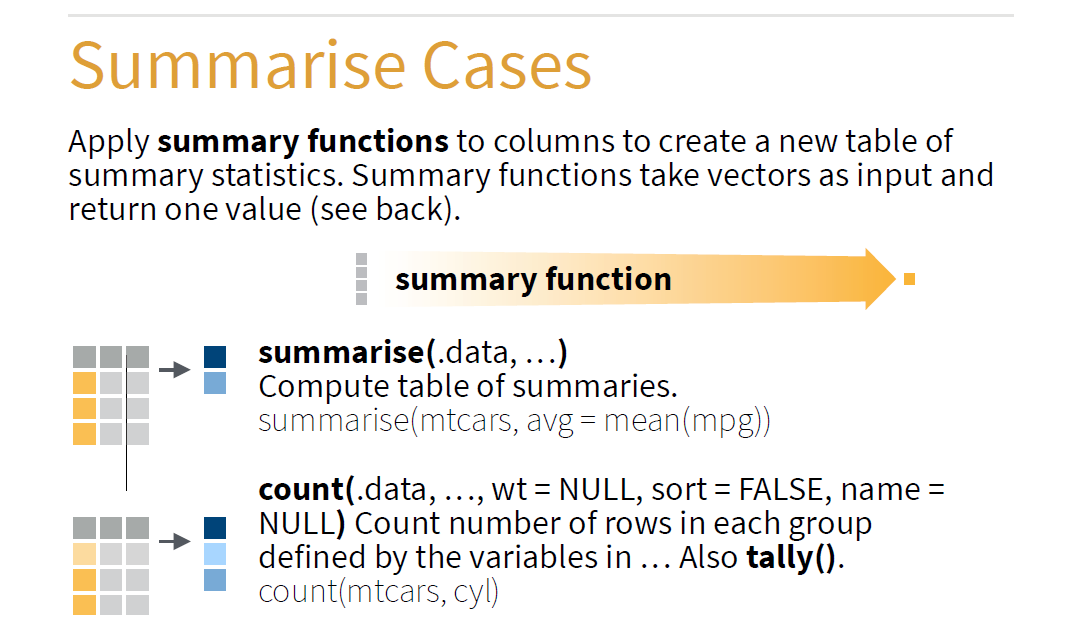 Summarise Cases
Apply summary functions to columns to create a new table of
summary statistics. Summary functions take vectors as input and
return one value (see back).
summary function
summarise(.data, …)
Compute table of summaries.
summarise(mtcars, avg = mean(mpg))
count(.data, …, wt = NULL, sort = FALSE, name =
NULL) Count number of rows in each group
defined by the variables in … Also tally().
count(mtcars, cyl)